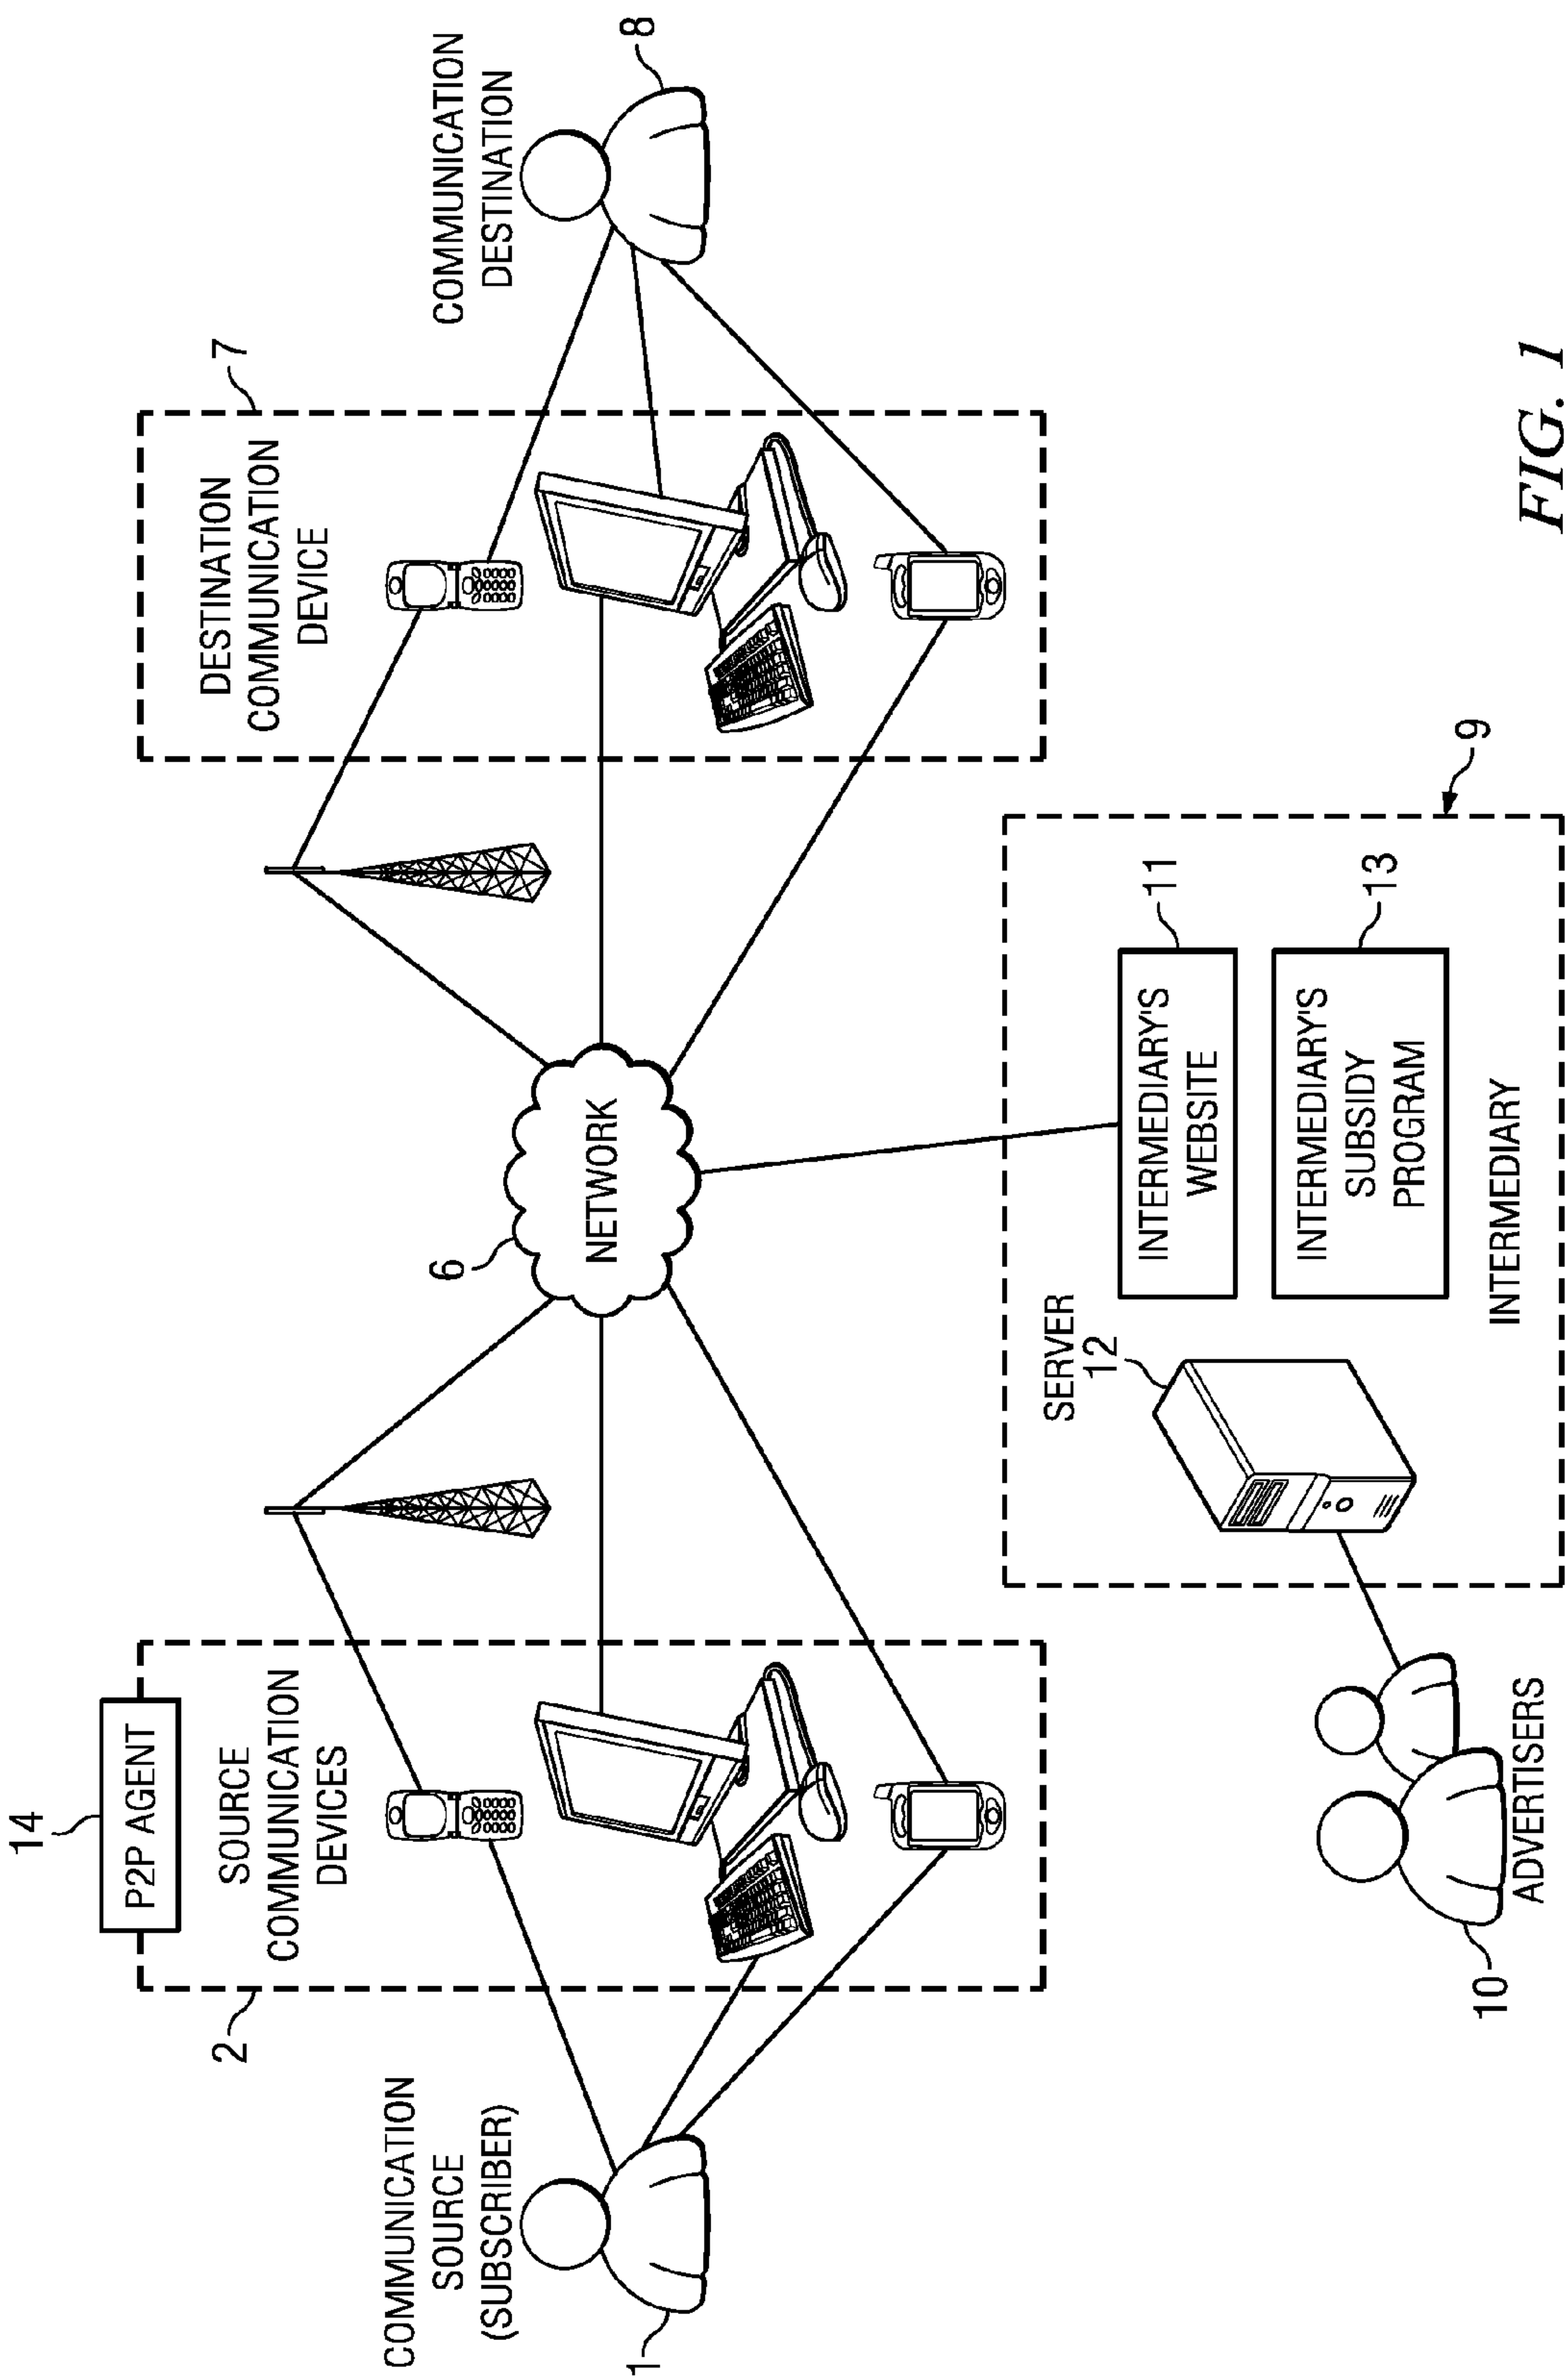 14
P2P AGENT
2
SOURCE
COMMUNICATION
DEVICES
COMMUNICATION
SOURCE
(SUBSCRIBER)
1
6
NETWORK
7
DESTINATION
COMMUNICATION
DEVICE
COMMUNICATION
DESTINATION
8
10
ADVERTISERS
SERVER
12
INTERMEDIARY'S
WEBSITE
11
INTERMEDIARY'S
SUBSIDY
PROGRAM
13
INTERMEDIARY
9
FIG. 1